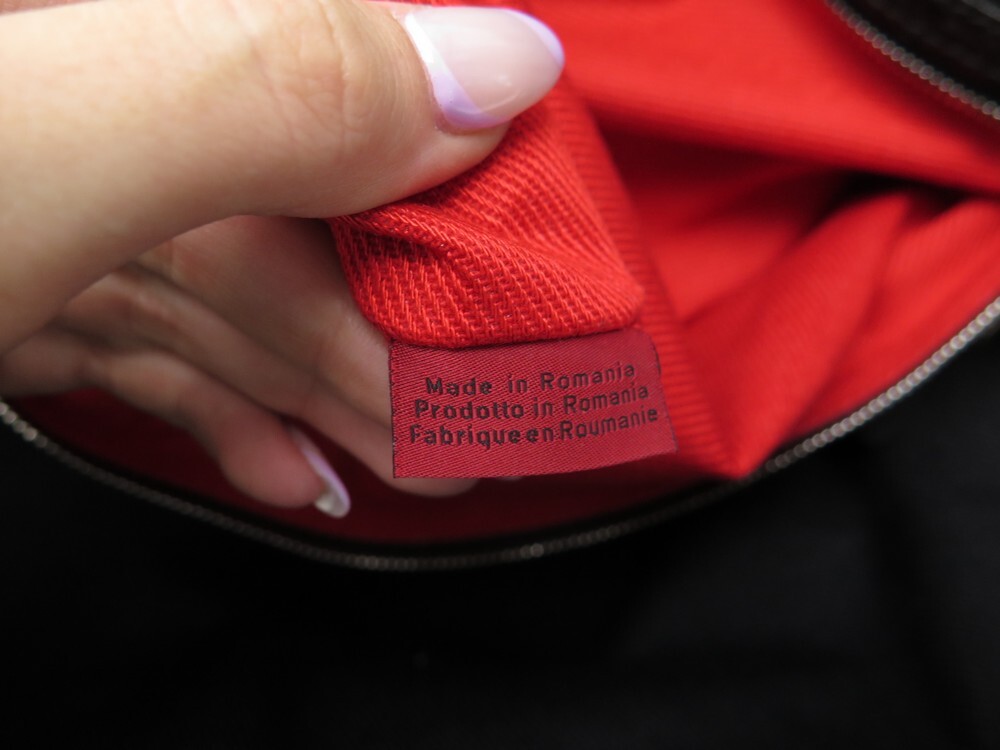 Made in Romania
Prodotto in Romania
Fabrique en Roumanie